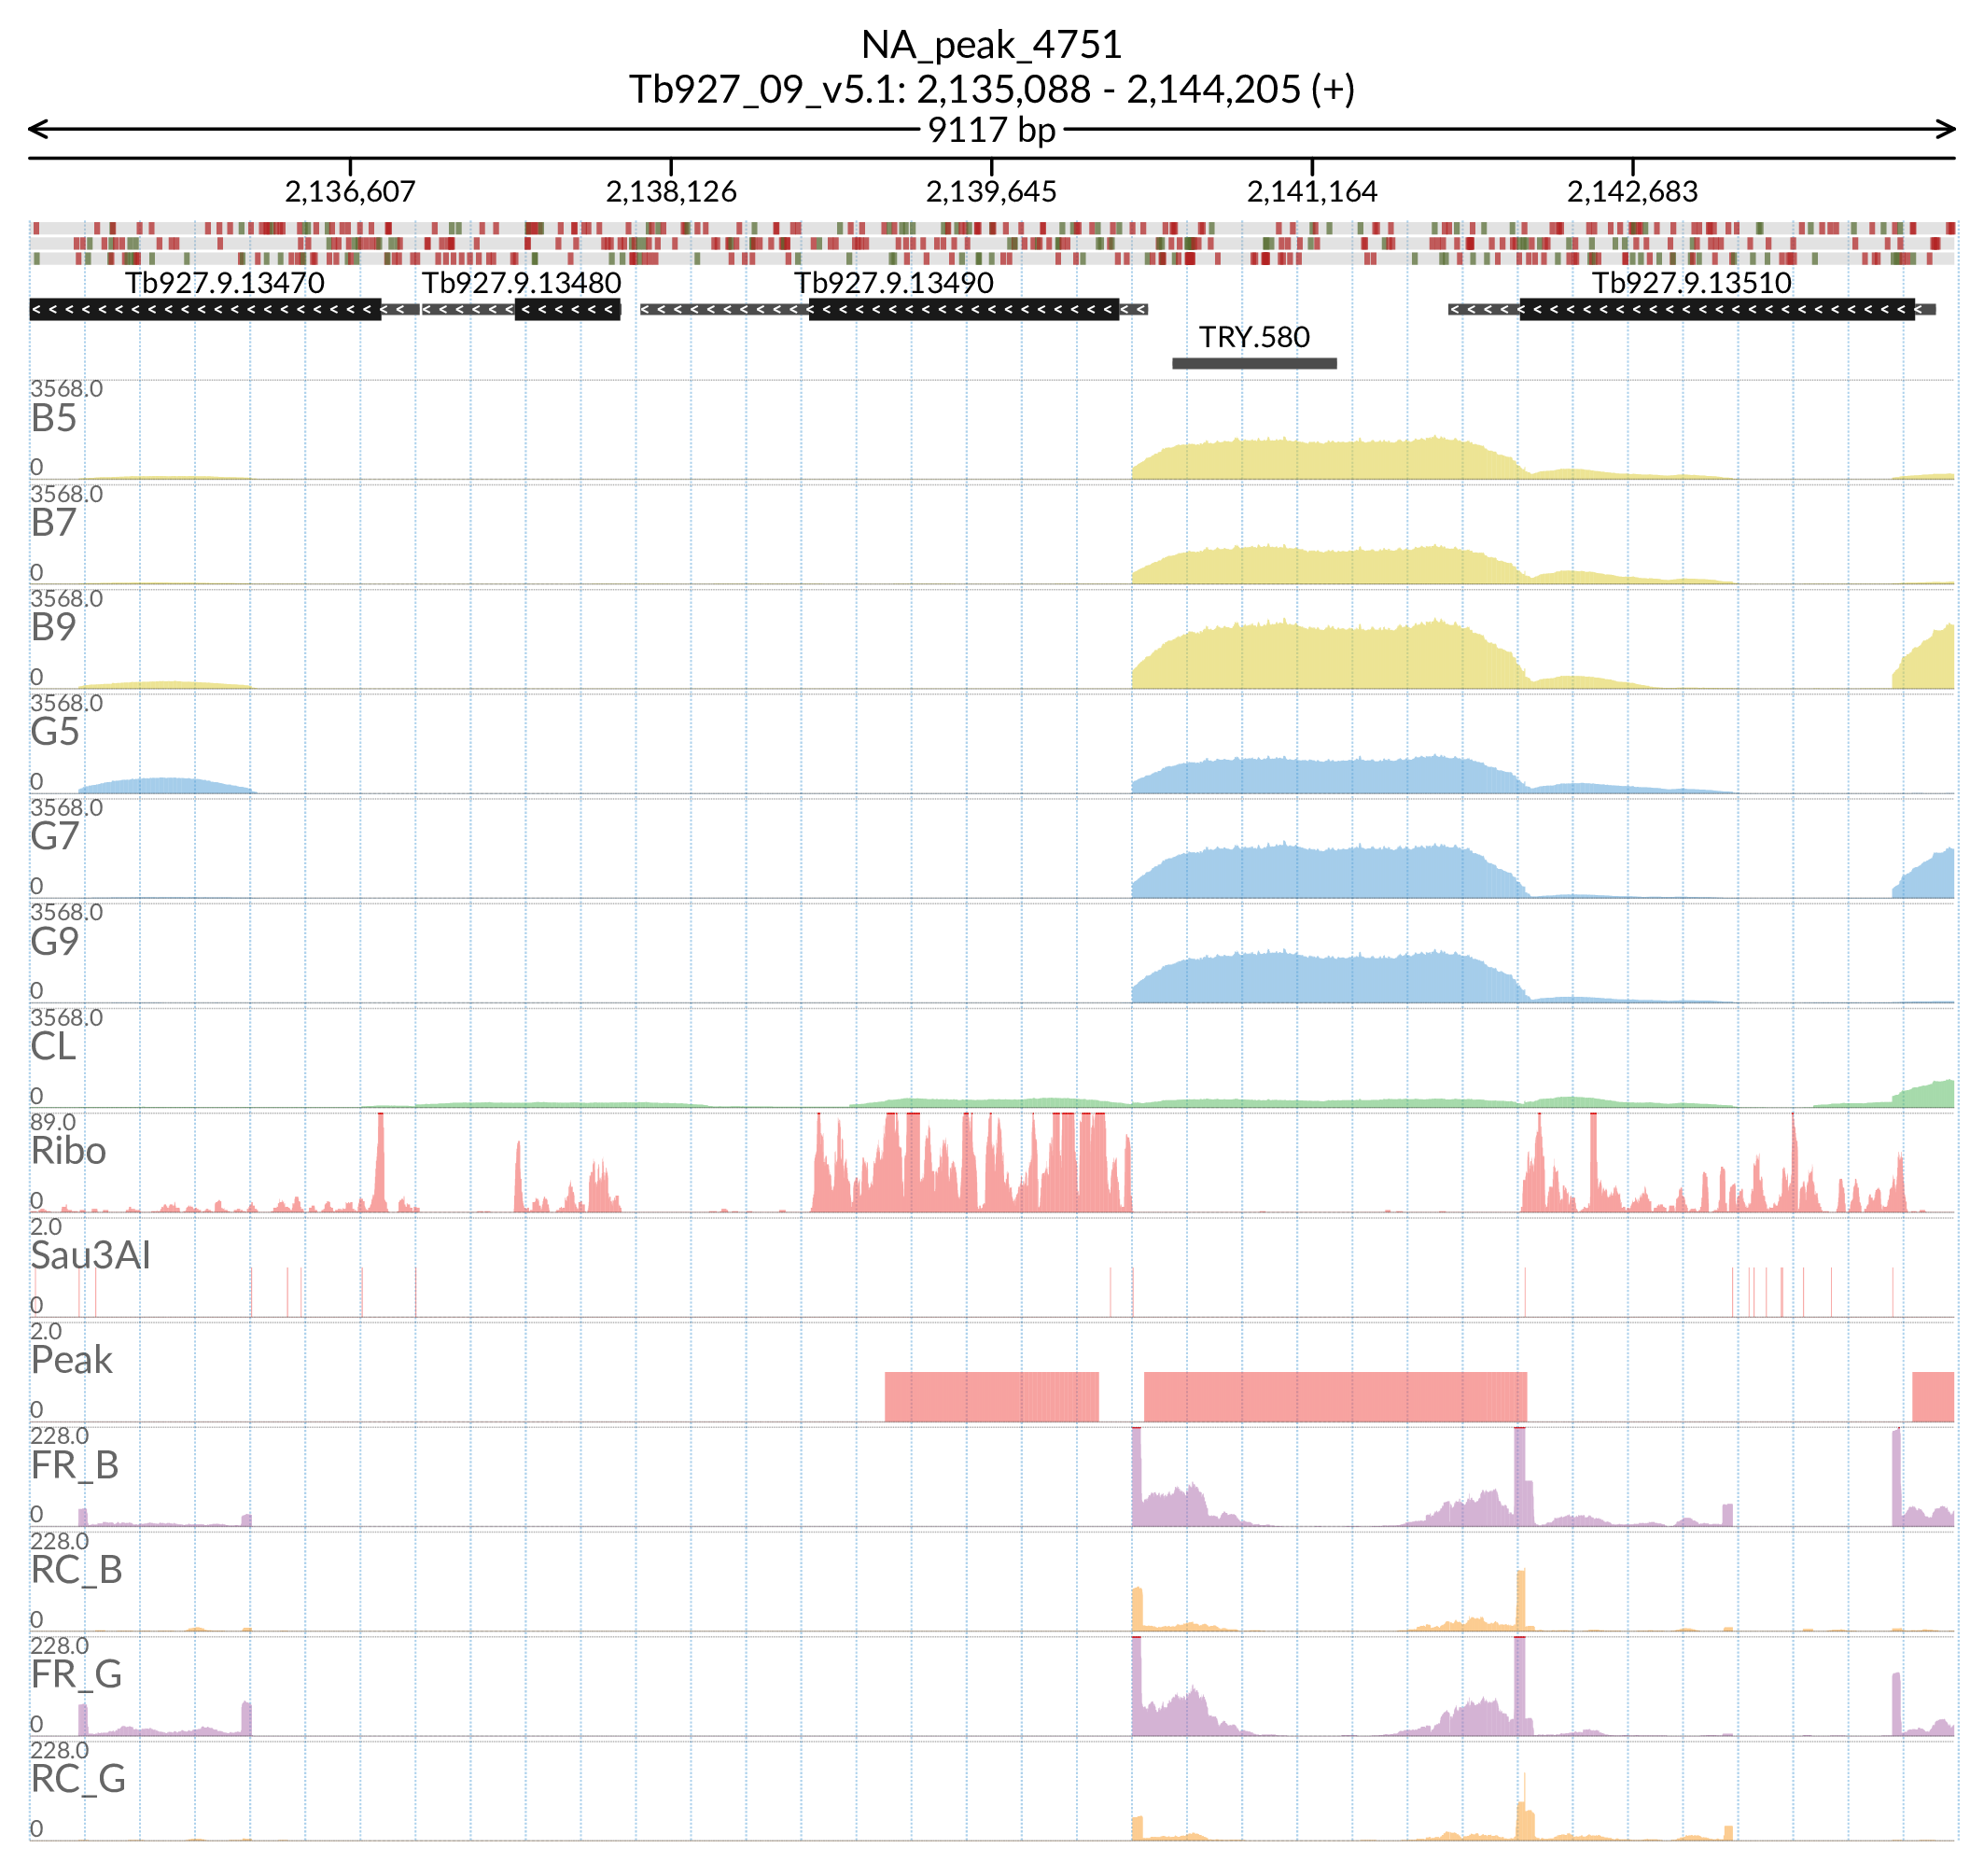 NA_peak_4751
Tb927_09_v5.1: 2,135,088 - 2,144,205 (+)
9117 bp
2,136,607 2,138,126 2,139,645 2,141,164 2,142,683
Tb927.9.13470 Tb927.9.13480 Tb927.9.13490 Tb927.9.13510
TRY.580
3568.0
B5
0
3568.0
B7
0
3568.0
B9
0
3568.0
G5
0
3568.0
G7
0
3568.0
G9
0
3568.0
CL
0
89.0
Ribo
0
2.0
Sau3AI
0
2.0
Peak
0
228.0
FR_B
0
228.0
RC_B
0
228.0
FR_G
0
228.0
RC_G
0